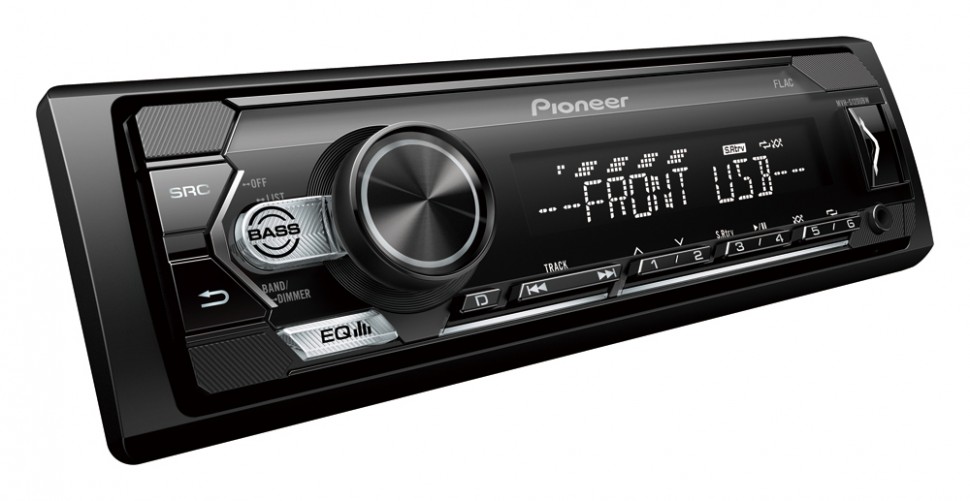 Pioneer
FLAC
SRC
--OFF
--LIST
BASS
BAND/
-DIMMER
EQ
S.Rtrv
---FRONT USB---
D
TRACK
S.Rtrv
1 / 2
3 / 4
5 / 6